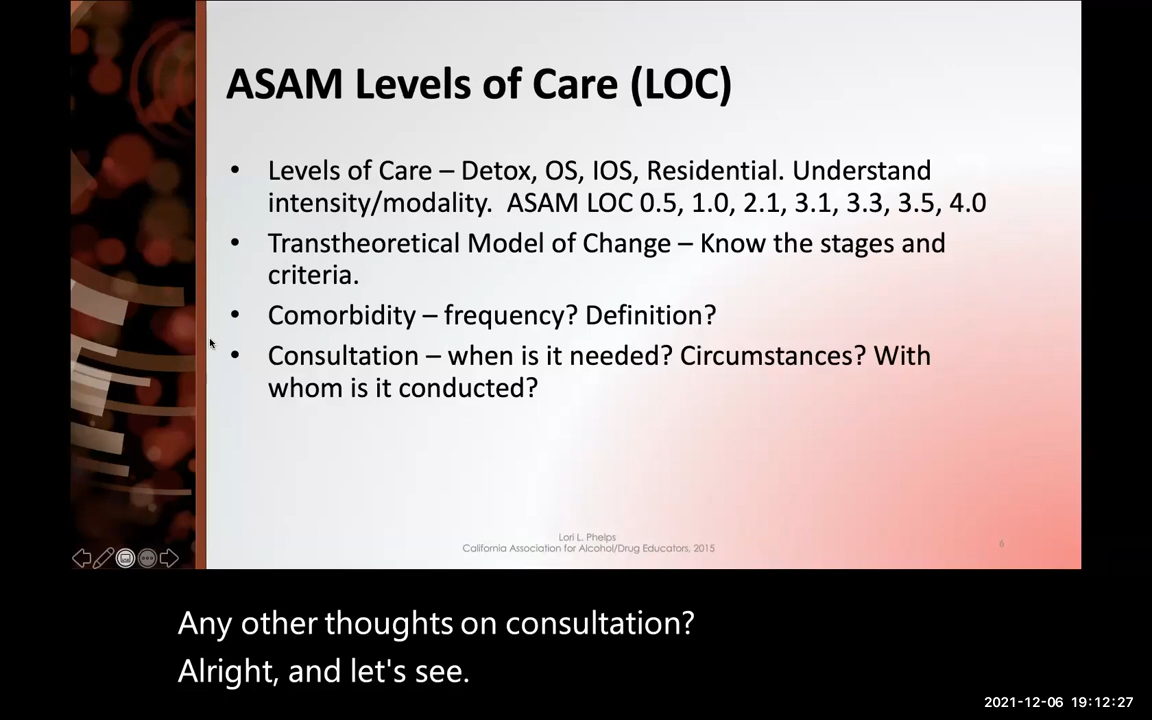 ASAM Levels of Care (LOC)
• Levels of Care – Detox, OS, IOS, Residential. Understand
intensity/modality.  ASAM LOC 0.5, 1.0, 2.1, 3.1, 3.3, 3.5, 4.0
• Transtheoretical Model of Change – Know the stages and
criteria.
• Comorbidity – frequency? Definition?
• Consultation – when is it needed? Circumstances? With
whom is it conducted?
Lori L. Phelps
California Association for Alcohol/Drug Educators, 2015
6
Any other thoughts on consultation?
Alright, and let's see.
2021-12-06 19:12:27